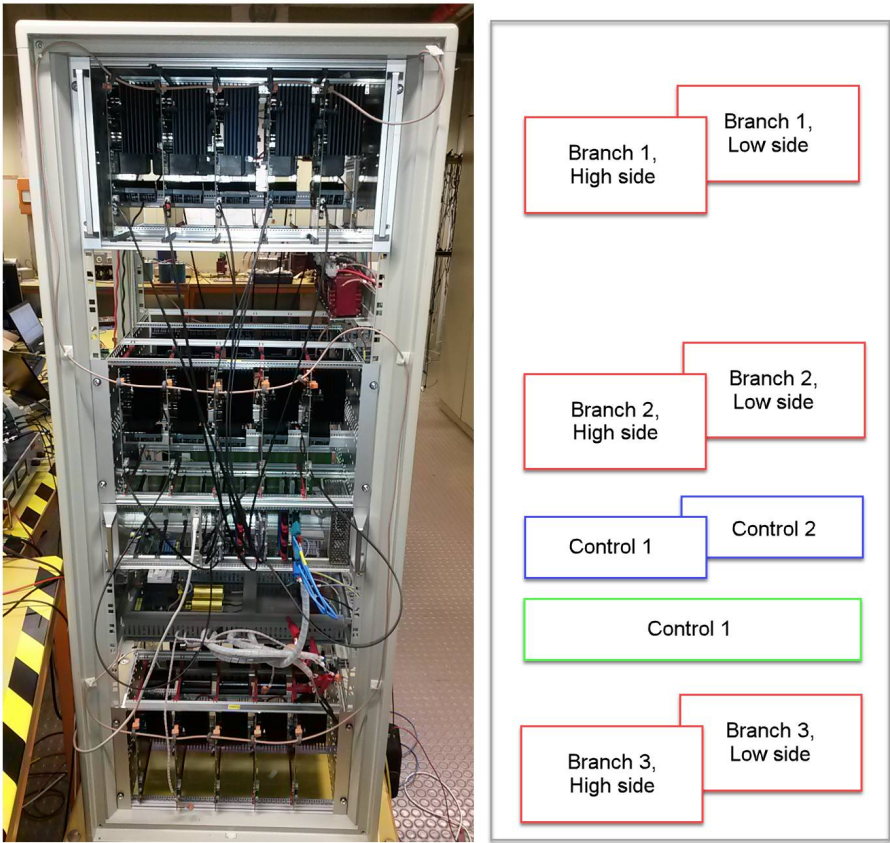 Branch 1,
Low side
Branch 1,
High side
Branch 2,
Low side
Branch 2,
High side
Control 2
Control 1
Control 1
Branch 3,
Low side
Branch 3,
High side